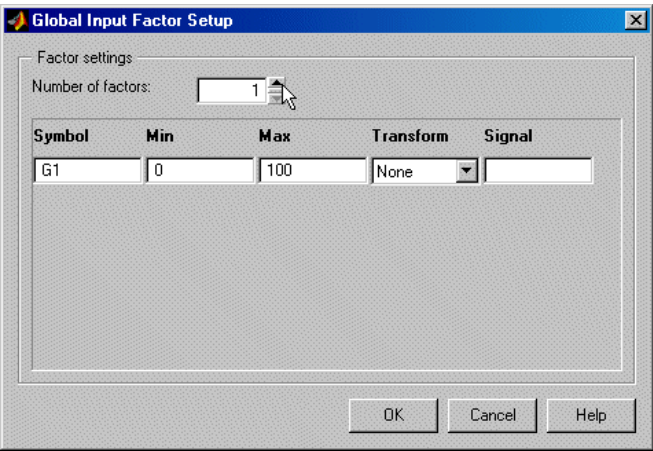 Global Input Factor Setup
Factor settings
Number of factors: 1
Symbol Min Max Transform Signal
G1 0 100 None
OK Cancel Help